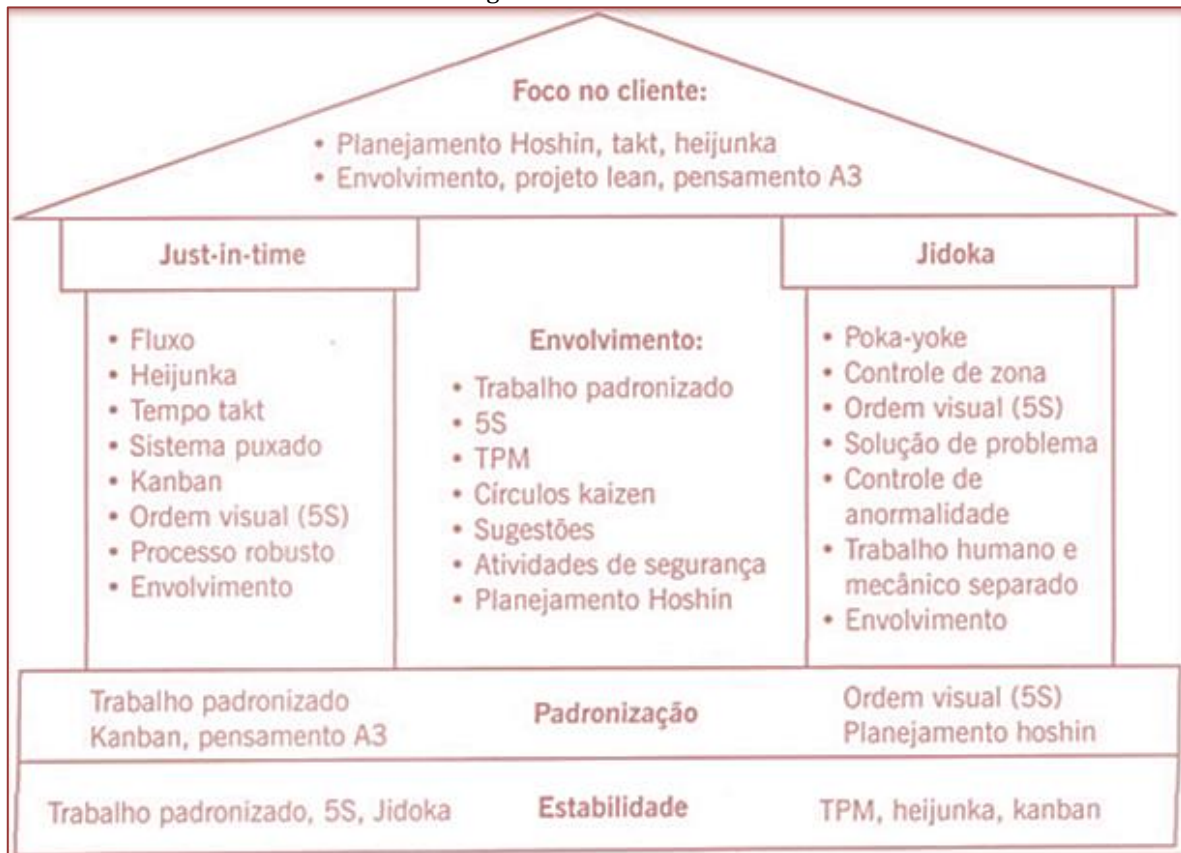 Foco no cliente:
• Planejamento Hoshin, takt, heijunka
• Envolvimento, projeto lean, pensamento A3
Just-in-time
• Fluxo
• Heijunka
• Tempo takt
• Sistema puxado
• Kanban
• Ordem visual (5S)
• Processo robusto
• Envolvimento
Envolvimento:
• Trabalho padronizado
• 5S
• TPM
• Círculos kaizen
• Sugestões
• Atividades de segurança
• Planejamento Hoshin
Jidoka
• Poka-yoke
• Controle de zona
• Ordem visual (5S)
• Solução de problema
• Controle de
anormalidade
• Trabalho humano e
mecânico separado
• Envolvimento
Trabalho padronizado
Kanban, pensamento A3
Padronização
Ordem visual (5S)
Planejamento hoshin
Trabalho padronizado, 5S, Jidoka
Estabilidade
TPM, heijunka, kanban